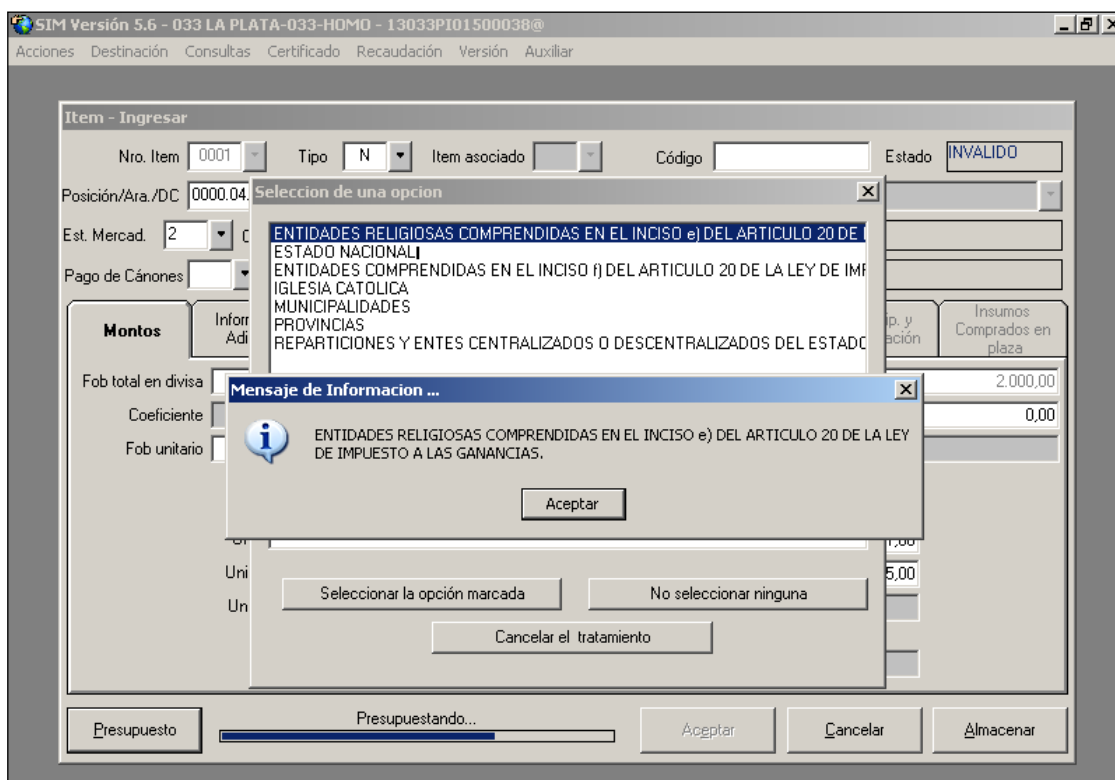 SIM Versión 5.6 - 033 LA PLATA-033-HOMO - 13033PI01500038@
Acciones Destinación Consultas Certificado Recaudación Versión Auxiliar
Item - Ingresar
Nro. Item 0001 Tipo N Item asociado Código Estado INVALIDO
Posición/Ara./DC 0000.04.
Seleccion de una opcion
Est. Mercad. 2
Pago de Cánones
ENTIDADES RELIGIOSAS COMPRENDIDAS EN EL INCISO e) DEL ARTICULO 20 DE
ESTADO NACIONAL
ENTIDADES COMPRENDIDAS EN EL INCISO f) DEL ARTICULO 20 DE LA LEY DE
IGLESIA CATOLICA
MUNICIPALIDADES
PROVINCIAS
REPARTICIONES Y ENTES CENTRALIZADOS O DESCENTRALIZADOS DEL
Montos
Insumos
Comprados en
plaza
Fob total en divisa 2.000,00
Coeficiente 0,00
Fob unitario
Mensaje de Informacion ...
ENTIDADES RELIGIOSAS COMPRENDIDAS EN EL INCISO e) DEL ARTICULO 20 DE LA LEY
DE IMPUESTO A LAS GANANCIAS.
Aceptar
Uni 5,00
Un
Seleccionar la opción marcada No seleccionar ninguna
Cancelar el tratamiento
Presupuesto Presupuestando... Aceptar Cancelar Almacenar